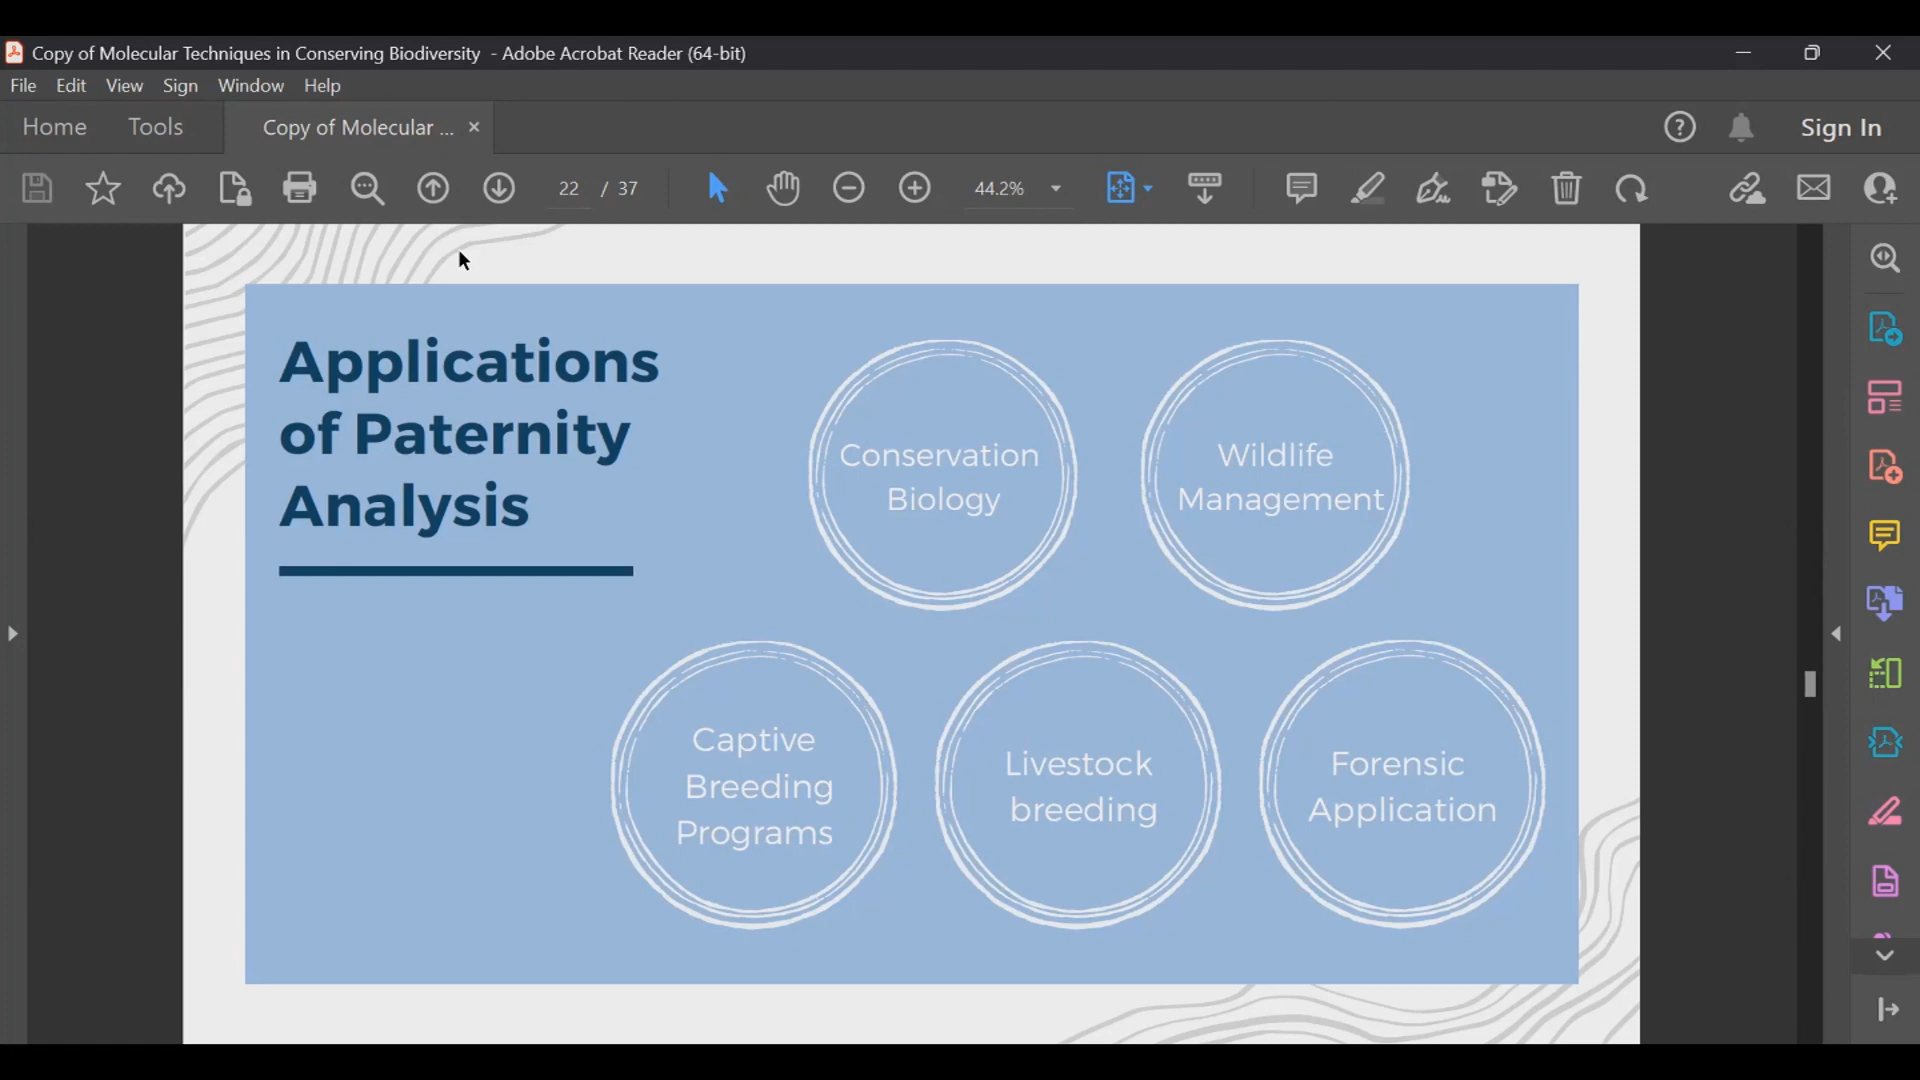 Copy of Molecular Techniques in Conserving Biodiversity - Adobe Acrobat Reader (64-bit)
File Edit View Sign Window Help
Home Tools Copy of Molecular ... Sign In
22 / 37 44.2%
Applications
of Paternity
Analysis
Conservation
Biology
Wildlife
Management
Captive
Breeding
Programs
Livestock
breeding
Forensic
Application